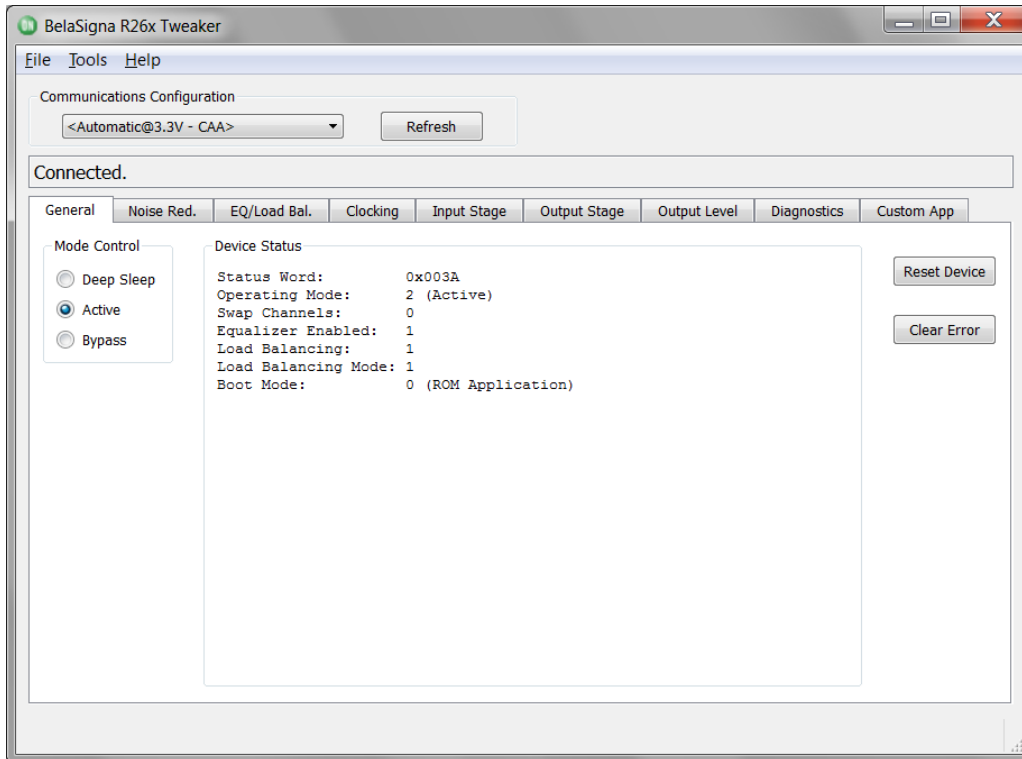 BelaSigna R26x Tweaker
File Tools Help
Communications Configuration
<Automatic@3.3V - CAA> Refresh
Connected.
General Noise Red. EQ/Load Bal. Clocking Input Stage Output Stage Output Level Diagnostics Custom App
Mode Control
Deep Sleep
Active
Bypass
Device Status
Status Word: 0x003A
Operating Mode: 2 (Active)
Swap Channels: 0
Equalizer Enabled: 1
Load Balancing: 1
Load Balancing Mode: 1
Boot Mode: 0 (ROM Application)
Reset Device
Clear Error